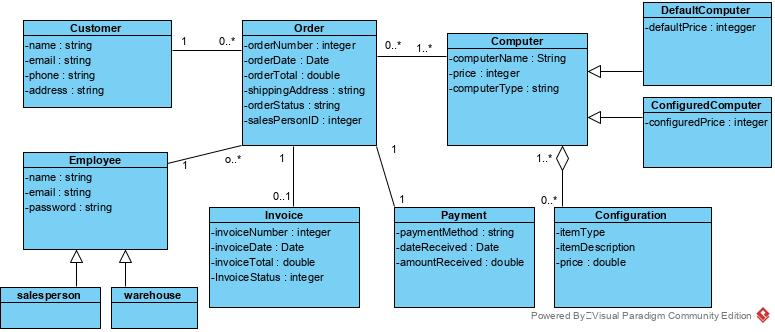 Customer
-name : string
-email : string
-phone : string
-address : string
1
0..*
Order
-orderNumber : integer
-orderDate : Date
-orderTotal : double
-shippingAddress : string
-orderStatus : string
-salesPersonID : integer
0..*
1..*
Computer
-computerName : String
-price : integer
-computerType : string
DefaultComputer
-defaultPrice : integger
ConfiguredComputer
-configuredPrice : integer
Employee
-name : string
-email : string
-password : string
1
o..*
1
0..1
1
1
1..*
0..*
Invoice
-invoiceNumber : integer
-invoiceDate : Date
-invoiceTotal : double
-InvoiceStatus : integer
Payment
-paymentMethod : string
-dateReceived : Date
-amountReceived : double
Configuration
-itemType
-itemDescription
-price : double
salesperson
warehouse
Powered By Visual Paradigm Community Edition